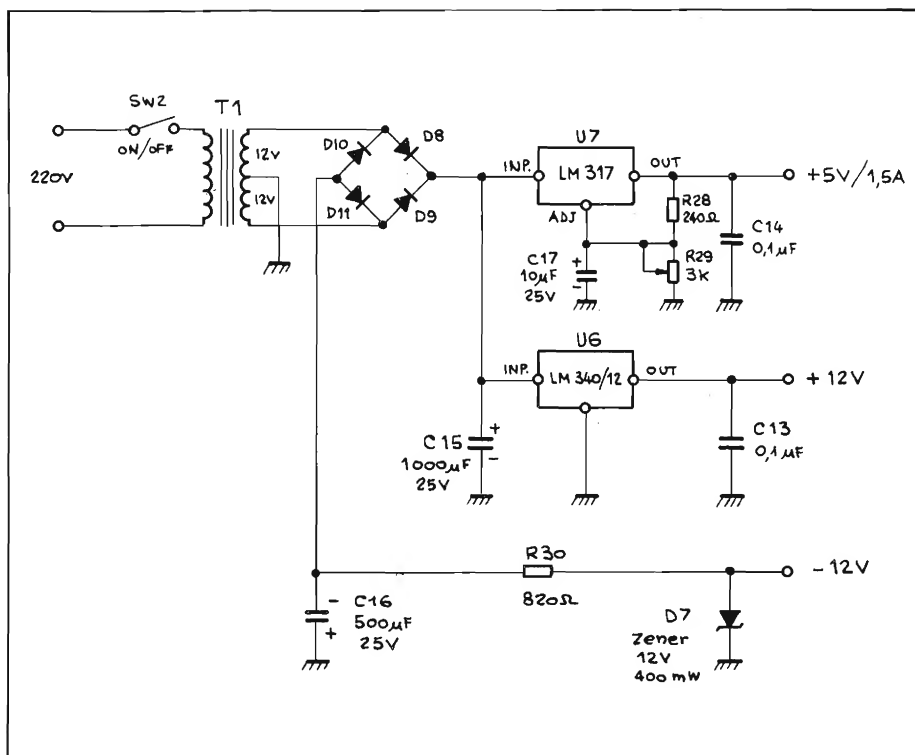 SW2
ON/OFF
220V
T1
12V
12V
D10
D8
D11
D9
U7
INP.
LM 317
OUT
ADJ
+5V/1,5A
R28
240Ω
C14
0,1µF
C17
+
10µF
-
25V
R29
3K
U6
INP.
LM 340/12
OUT
+12V
C15
+
1000µF
-
25V
C13
0,1µF
R30
820Ω
-12V
-
C16
500µF
+
25V
D7
Zener
12V
400 mW